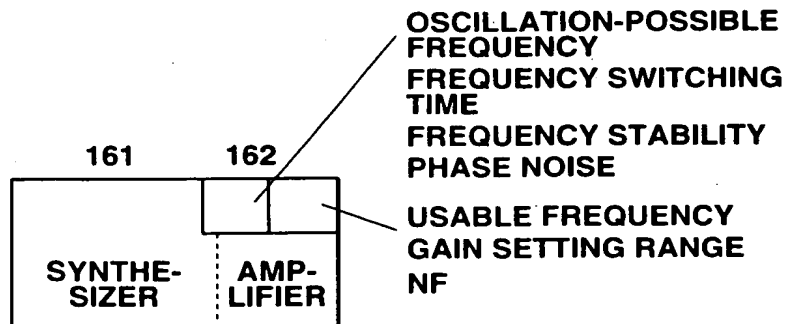 OSCILLATION-POSSIBLE
FREQUENCY
FREQUENCY SWITCHING
TIME
FREQUENCY STABILITY
PHASE NOISE
161 162
USABLE FREQUENCY
GAIN SETTING RANGE
NF
SYNTHE-
SIZER
AMP-
LIFIER